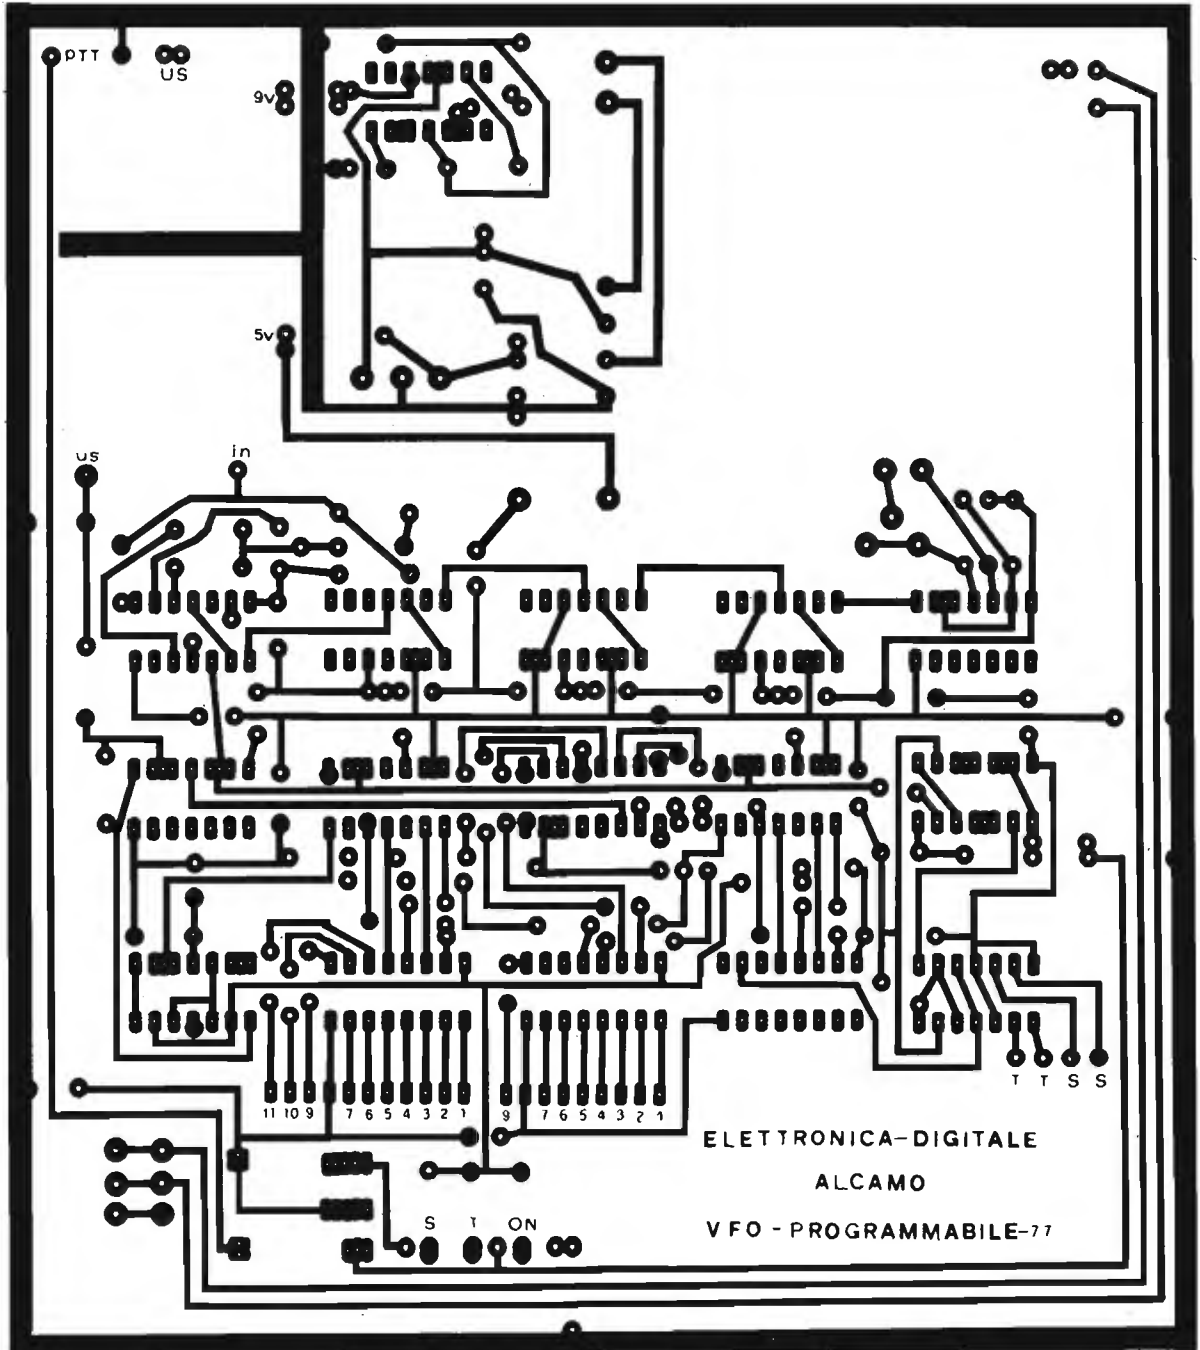 PTT
US
9v
5v
us
in
T T S S
11 10 9 7 6 5 4 3 2 1
9 7 6 5 4 3 2 1
ELETTRONICA-DIGITALE
ALCAMO
S T ON
VFO - PROGRAMMABILE-77